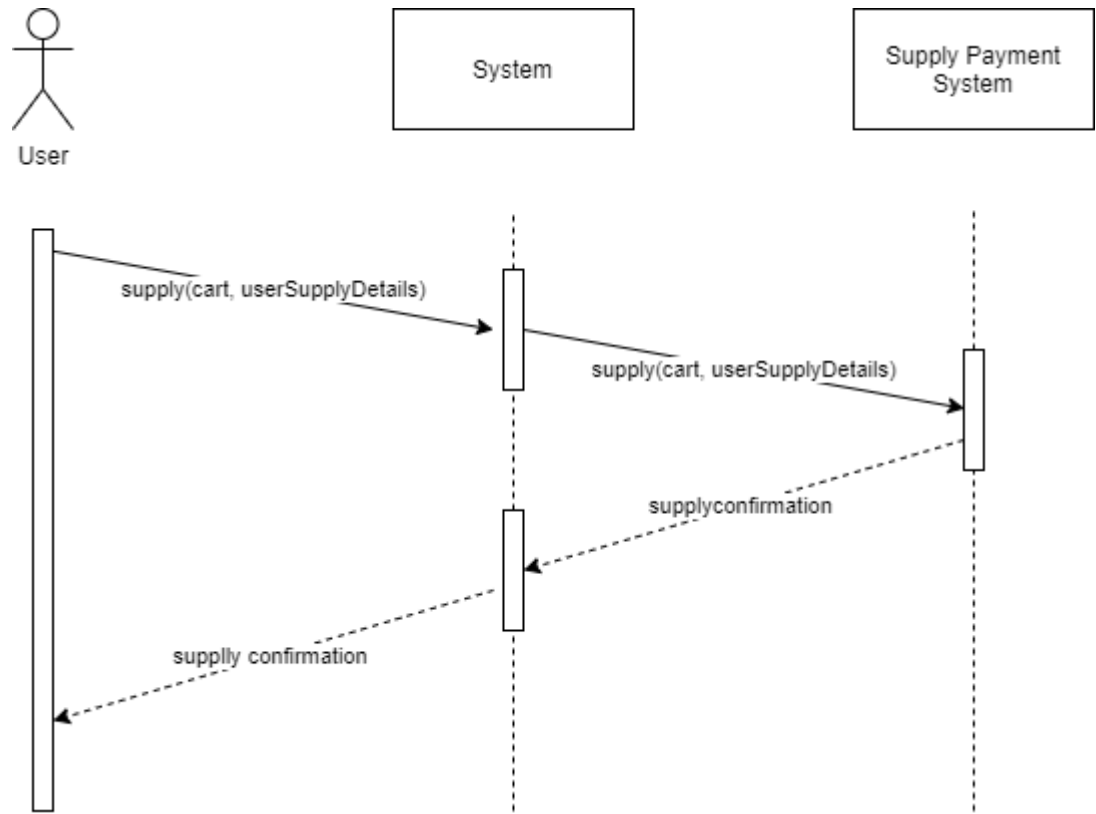 User
System
Supply Payment
System
supply(cart, userSupplyDetails)
supply(cart, userSupplyDetails)
supplyconfirmation
supplly confirmation